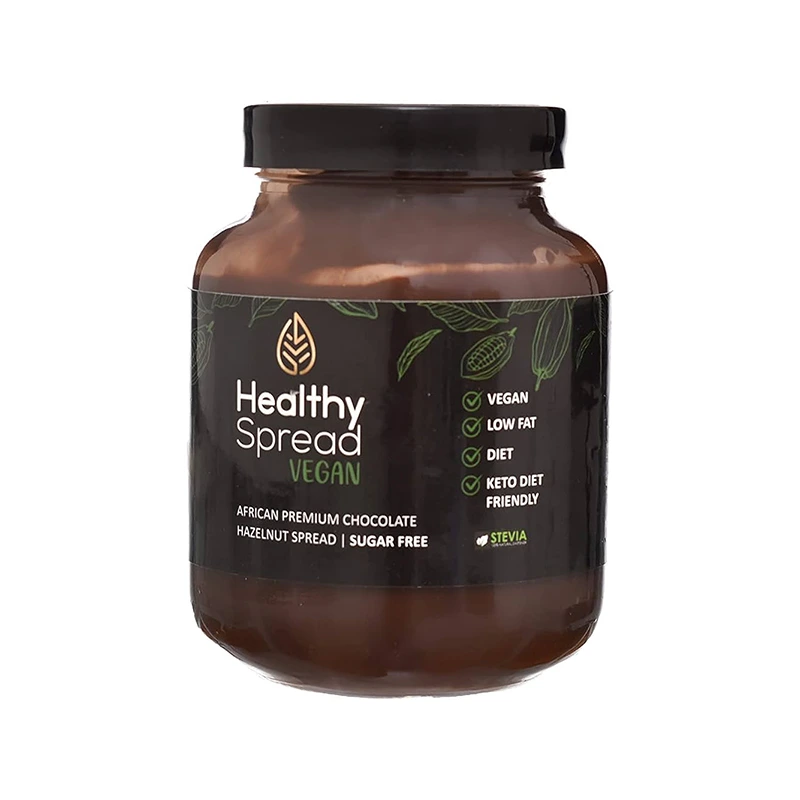 Healthy
Spread
VEGAN
AFRICAN PREMIUM CHOCOLATE
HAZELNUT SPREAD | SUGAR FREE
VEGAN
LOW FAT
DIET
KETO DIET
FRIENDLY
STEVIA